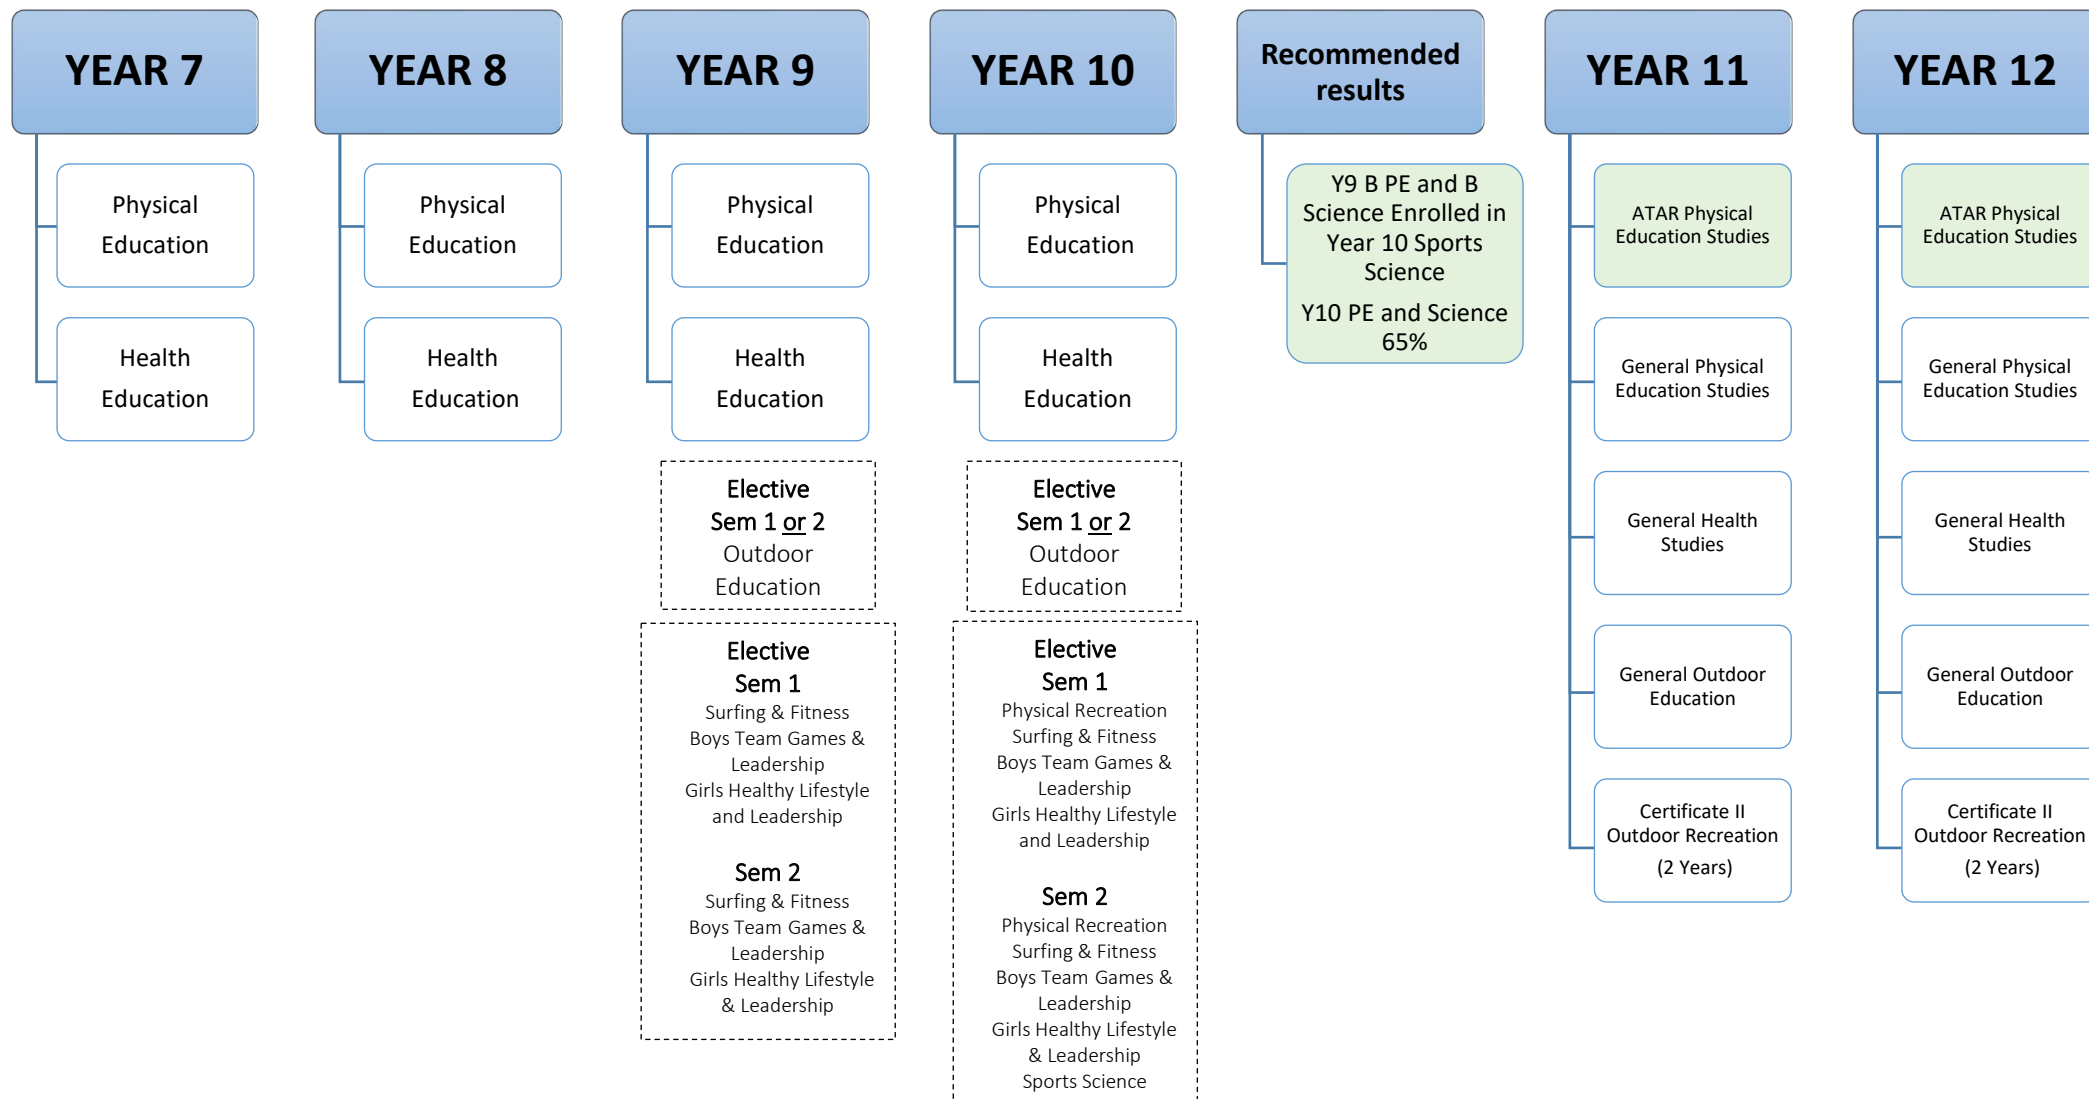 YEAR 7
Physical
Education
Health
Education
YEAR 8
Physical
Education
Health
Education
YEAR 9
Physical
Education
Health
Education
Elective
Sem 1 or 2
Outdoor
Education
Elective
Sem 1
Surfing & Fitness
Boys Team Games &
Leadership
Girls Healthy Lifestyle
and Leadership
Sem 2
Surfing & Fitness
Boys Team Games &
Leadership
Girls Healthy Lifestyle
& Leadership
YEAR 10
Physical
Education
Health
Education
Elective
Sem 1 or 2
Outdoor
Education
Elective
Sem 1
Physical Recreation
Surfing & Fitness
Boys Team Games &
Leadership
Girls Healthy Lifestyle
and Leadership
Sem 2
Physical Recreation
Surfing & Fitness
Boys Team Games &
Leadership
Girls Healthy Lifestyle
& Leadership
Sports Science
Recommended
results
Y9 B PE and B
Science Enrolled in
Year 10 Sports
Science
Y10 PE and Science
65%
YEAR 11
ATAR Physical
Education Studies
General Physical
Education Studies
General Health
Studies
General Outdoor
Education
Certificate II
Outdoor Recreation
(2 Years)
YEAR 12
ATAR Physical
Education Studies
General Physical
Education Studies
General Health
Studies
General Outdoor
Education
Certificate II
Outdoor Recreation
(2 Years)